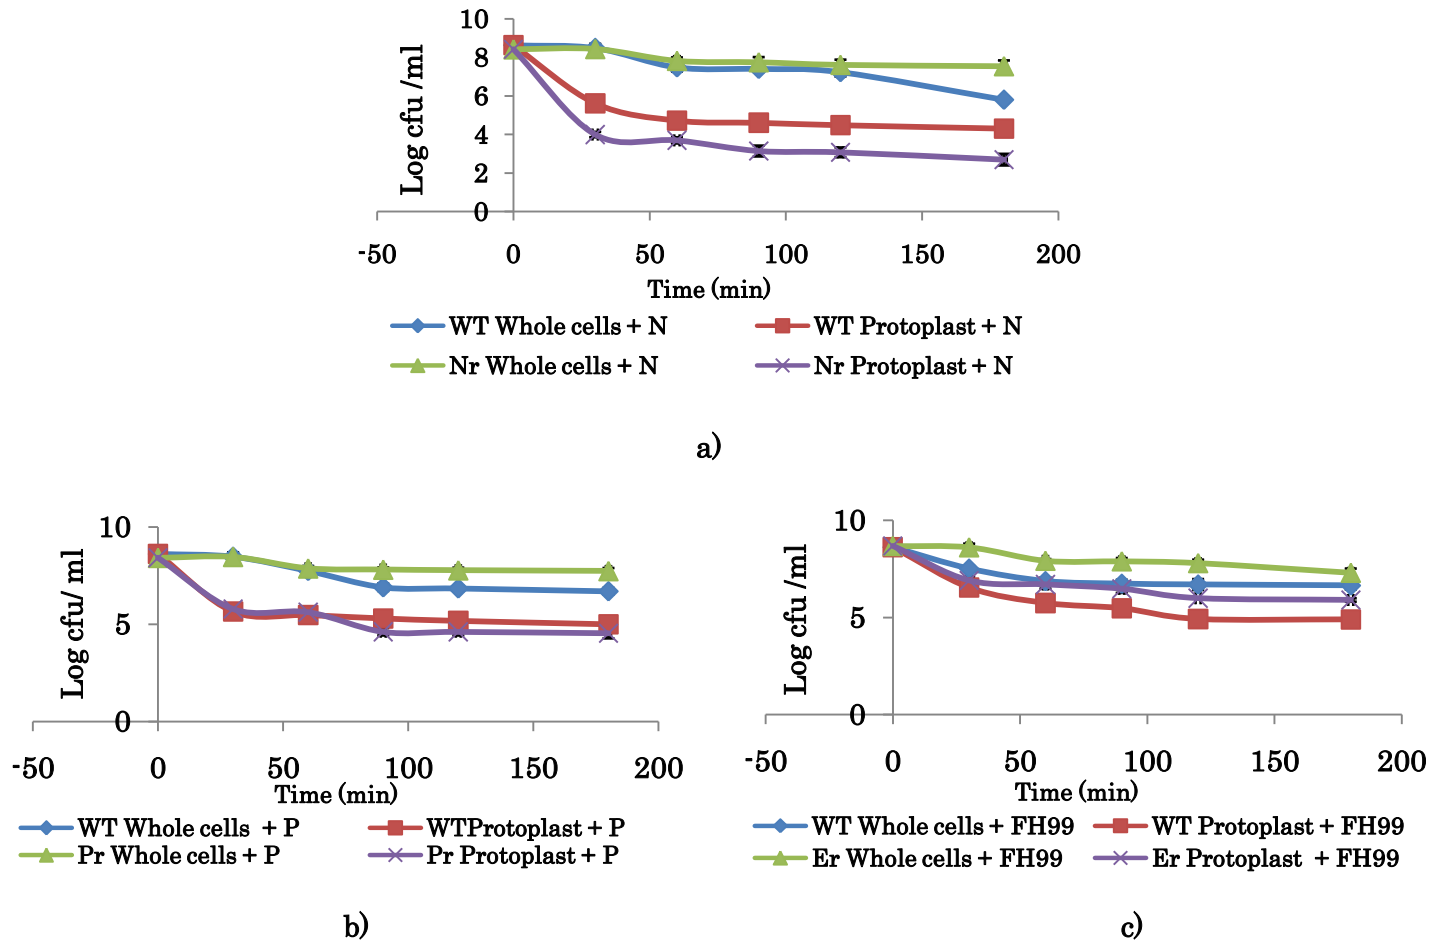 10
8
6
4
2
0
Log cfu /ml
-50 0 50 100 150 200
Time (min)
WT Whole cells + N WT Protoplast + N
Nr Whole cells + N Nr Protoplast + N
a)
10
5
0
Log cfu/ ml
-50 0 50 100 150 200
Time (min)
WT Whole cells + P WTProtoplast + P
Pr Whole cells + P Pr Protoplast + P
b)
10
5
0
Log cfu /ml
-50 0 50 100 150 200
Time (min)
WT Whole cells + FH99 WT Protoplast + FH99
Er Whole cells + FH99 Er Protoplast + FH99
c)